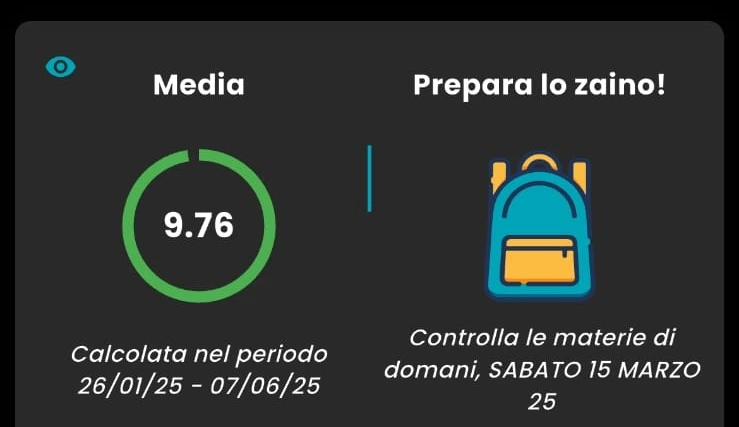 Media
9.76
Calcolata nel periodo
26/01/25 - 07/06/25
Prepara lo zaino!
Controlla le materie di
domani, SABATO 15 MARZO
25